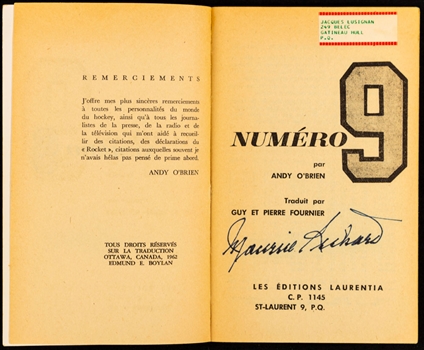 REMERCIEMENTS
J'offre mes plus sincères remerciements
à toutes les personnalités du monde
du hockey, ainsi qu'à tous les journa-
listes de la presse, de la radio et de
la télévision qui m'ont aidé à recueil-
lir des citations, des déclarations du
« Rocket », citations auxquelles souvent je
n'avais hélas pas pensé de prime abord.
ANDY O'BRIEN
TOUS DROITS RÉSERVÉS
SUR LA TRADUCTION
OTTAWA, CANADA, 1962
EDMUND E. BOYLAN
JACQUES LUSIGNAN
249 BELEC
GATINEAU HULL
P.Q.
NUMÉRO 9
par
ANDY O'BRIEN
Traduit par
GUY ET PIERRE FOURNIER
Maurice Richard
LES ÉDITIONS LAURENTIA
C. P. 1145
ST-LAURENT 9, P.Q.